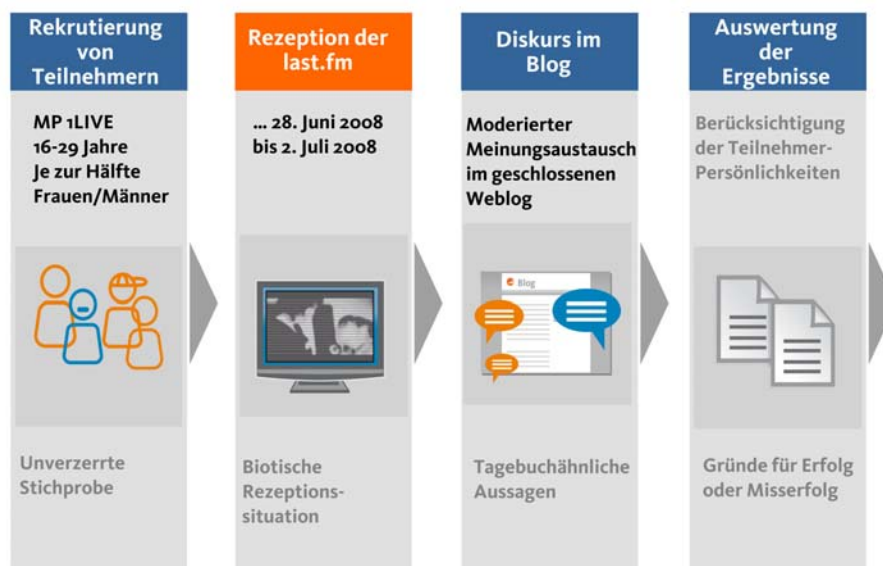 Rekrutierung
von
Teilnehmern
MP 1LIVE
16-29 Jahre
Je zur Hälfte
Frauen/Männer
Unverzerrte
Stichprobe
Rezeption der
last.fm
... 28. Juni 2008
bis 2. Juli 2008
Biotische
Rezeptions-
situation
Diskurs im
Blog
Moderierter
Meinungsaustausch
im geschlossenen
Weblog
Blog
Tagebuchähnliche
Aussagen
Auswertung
der
Ergebnisse
Berücksichtigung
der Teilnehmer-
Persönlichkeiten
Gründe für Erfolg
oder Misserfolg